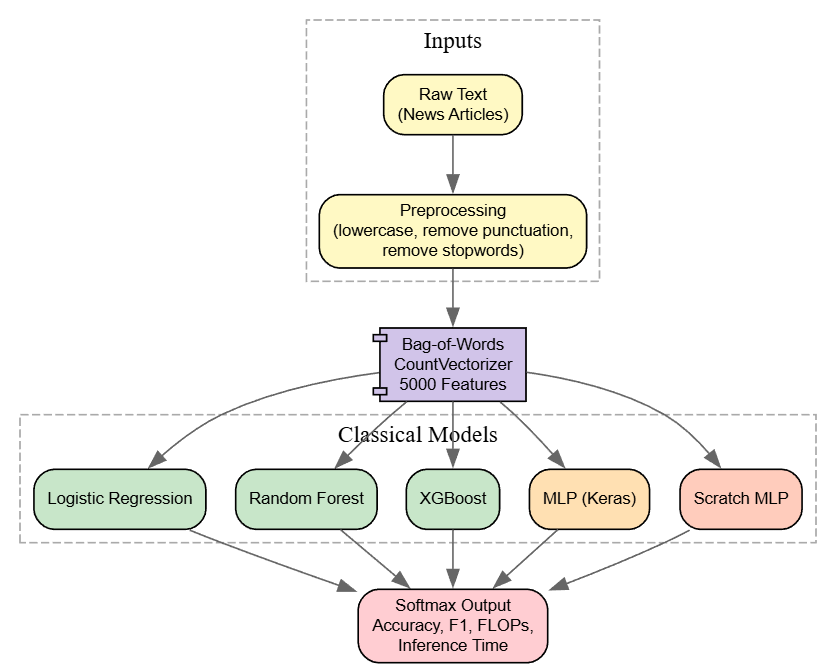 Inputs
Raw Text
(News Articles)
Preprocessing
(lowercase, remove punctuation,
remove stopwords)
Bag-of-Words
CountVectorizer
5000 Features
Classical Models
Logistic Regression
Random Forest
XGBoost
MLP (Keras)
Scratch MLP
Softmax Output
Accuracy, F1, FLOPs,
Inference Time